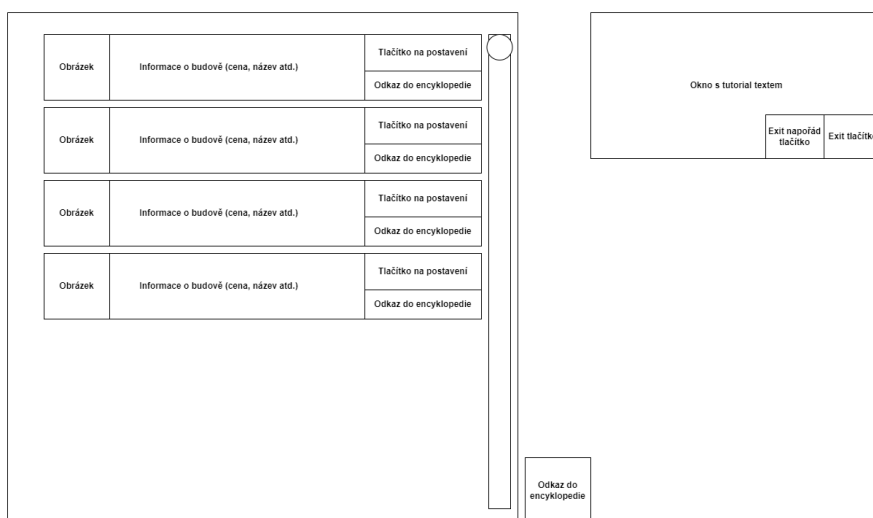 Obrázek
Informace o budově (cena, název atd.)
Tlačítko na postavení
Odkaz do encyklopedie
Obrázek
Informace o budově (cena, název atd.)
Tlačítko na postavení
Odkaz do encyklopedie
Obrázek
Informace o budově (cena, název atd.)
Tlačítko na postavení
Odkaz do encyklopedie
Obrázek
Informace o budově (cena, název atd.)
Tlačítko na postavení
Odkaz do encyklopedie
Okno s tutorial textem
Exit napořád
tlačítko
Exit tlačítko
Odkaz do
encyklopedie